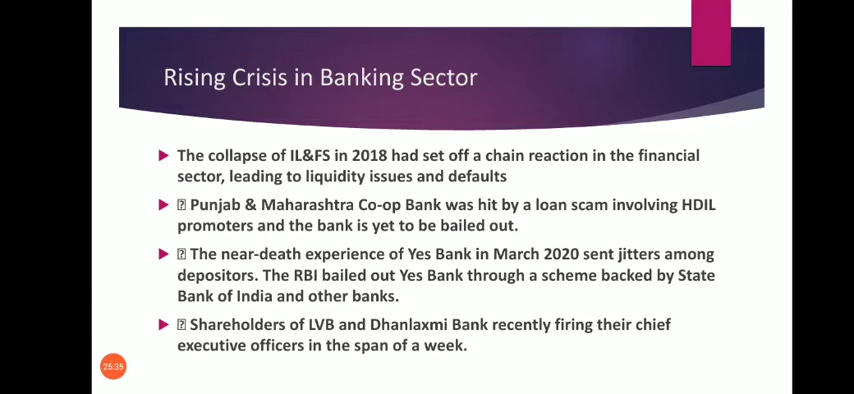 Rising Crisis in Banking Sector
The collapse of IL&FS in 2018 had set off a chain reaction in the financial
sector, leading to liquidity issues and defaults
⍰ Punjab & Maharashtra Co-op Bank was hit by a loan scam involving HDIL
promoters and the bank is yet to be bailed out.
⍰ The near-death experience of Yes Bank in March 2020 sent jitters among
depositors. The RBI bailed out Yes Bank through a scheme backed by State
Bank of India and other banks.
⍰ Shareholders of LVB and Dhanlaxmi Bank recently firing their chief
executive officers in the span of a week.
25:35